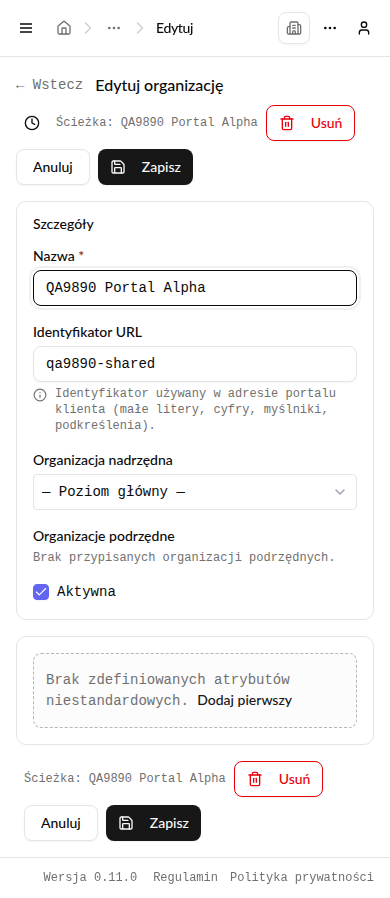 Edytuj
← Wstecz Edytuj organizację
Ścieżka: QA9890 Portal Alpha Usuń
Anuluj Zapisz
Szczegóły
Nazwa *
QA9890 Portal Alpha
Identyfikator URL
qa9890-shared
Identyfikator używany w adresie portalu
klienta (małe litery, cyfry, myślniki,
podkreślenia).
Organizacja nadrzędna
— Poziom główny —
Organizacje podrzędne
Brak przypisanych organizacji podrzędnych.
Aktywna
Brak zdefiniowanych atrybutów
niestandardowych. Dodaj pierwszy
Ścieżka: QA9890 Portal Alpha Usuń
Anuluj Zapisz
Wersja 0.11.0 Regulamin Polityka prywatności